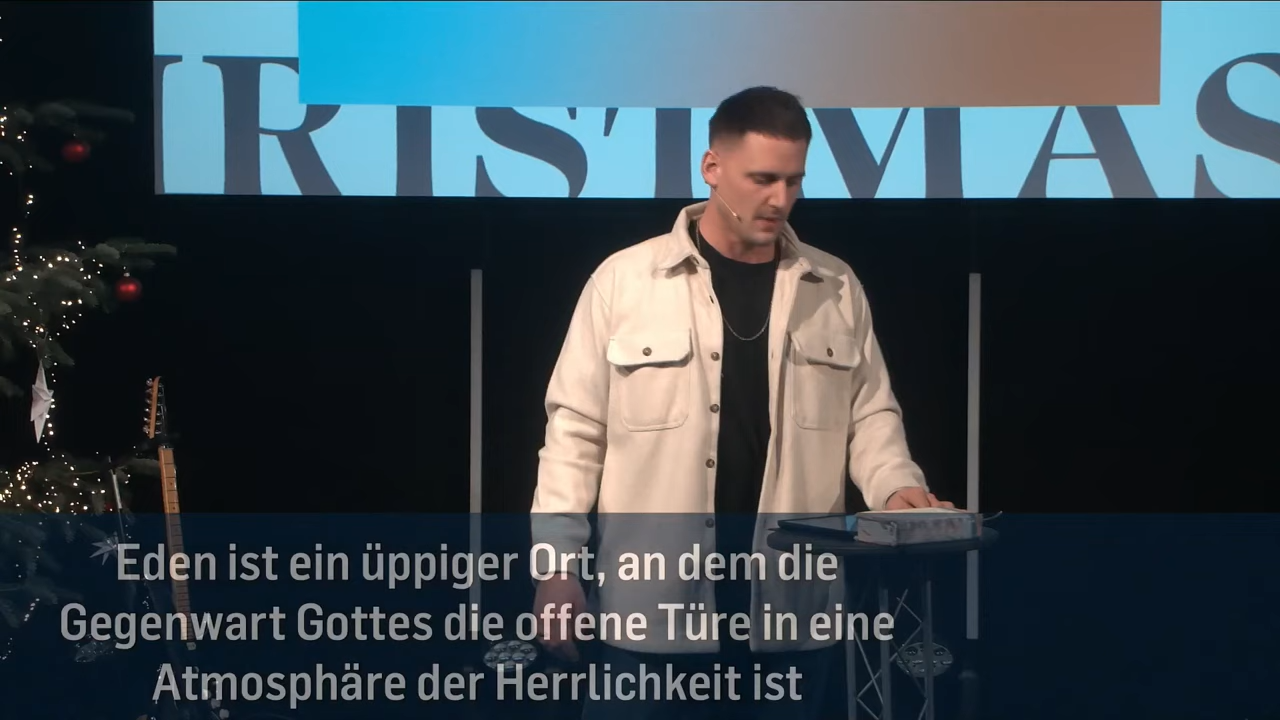 RISTMAS
Eden ist ein üppiger Ort, an dem die
Gegenwart Gottes die offene Türe in eine
Atmosphäre der Herrlichkeit ist